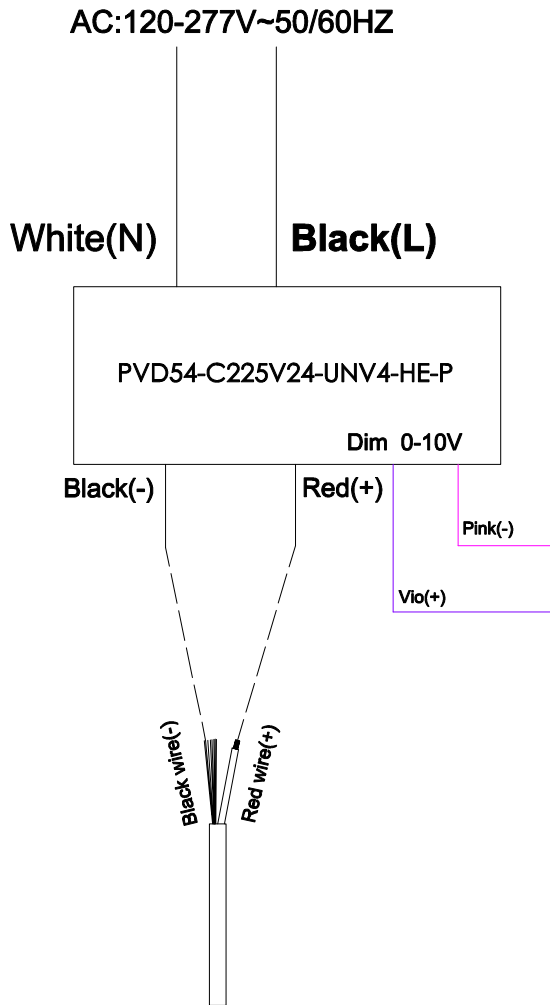 AC:120-277V~50/60HZ
White(N)
Black(L)
PVD54-C225V24-UNV4-HE-P
Dim 0-10V
Black(-)
Red(+)
Pink(-)
Vio(+)
Black wire(-)
Red wire(+)